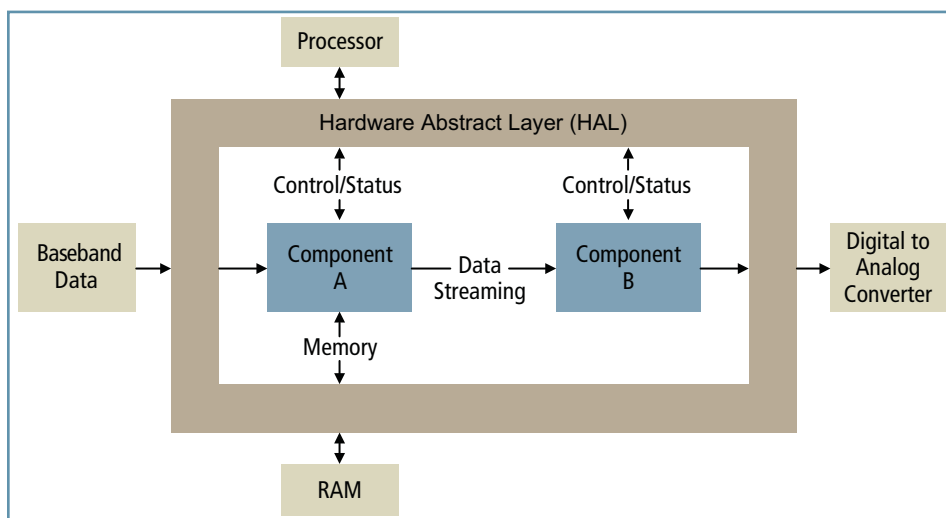 Processor
Hardware Abstract Layer (HAL)
Control/Status
Control/Status
Baseband
Data
Component
A
Data
Streaming
Component
B
Digital to
Analog
Converter
Memory
RAM